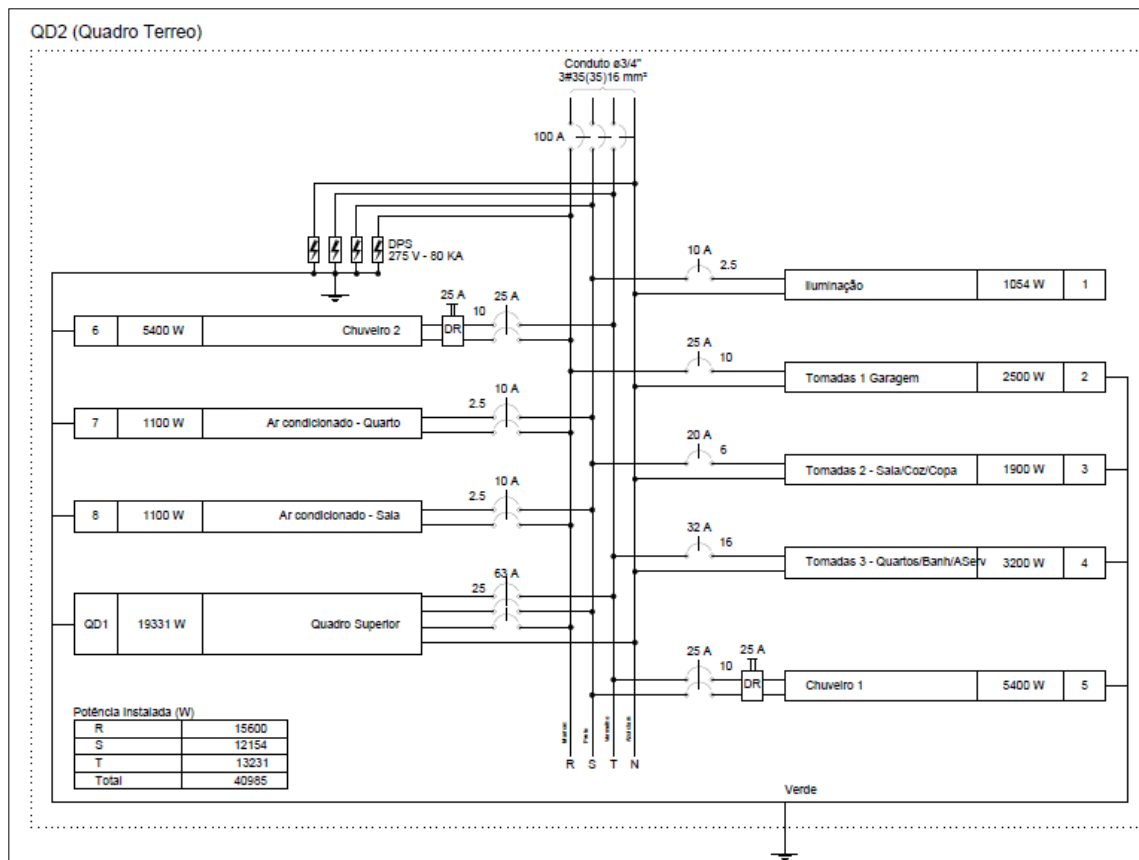 QD2 (Quadro Terreo)
Conduto ø3/4"
3#35(35)16 mm²
100 A
DPS
275 V - 80 KA
10 A
2.5
Iluminação 1054 W 1
25 A
10
25 A
DR
6 5400 W Chuveiro 2
25 A
10
Tomadas 1 Garagem 2500 W 2
10 A
2.5
7 1100 W Ar condicionado - Quarto
20 A
6
Tomadas 2 - Sala/Coz/Copa 1900 W 3
10 A
2.5
8 1100 W Ar condicionado - Sala
32 A
16
Tomadas 3 - Quartos/Banh/AServ 3200 W 4
63 A
25
QD1 19331 W Quadro Superior
25 A
10
25 A
DR
Chuveiro 1 5400 W 5
Potência Instalada (W)
R 15600
S 12154
T 13231
Total 40985
Preto
Vermelho
R S T N
Verde